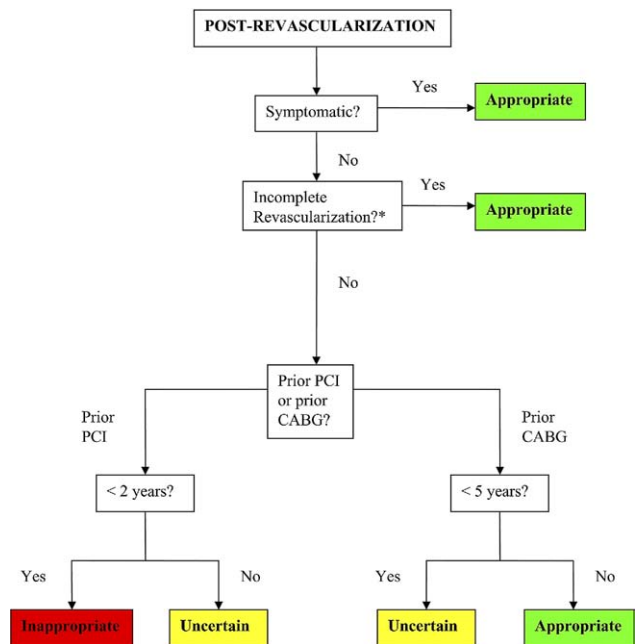 POST-REVASCULARIZATION
Yes
Symptomatic?
Appropriate
No
Incomplete
Revascularization?*
Yes
Appropriate
No
Prior PCI
or prior
CABG?
Prior
PCI
Prior
CABG
< 2 years?
< 5 years?
Yes
No
Yes
No
Inappropriate
Uncertain
Uncertain
Appropriate